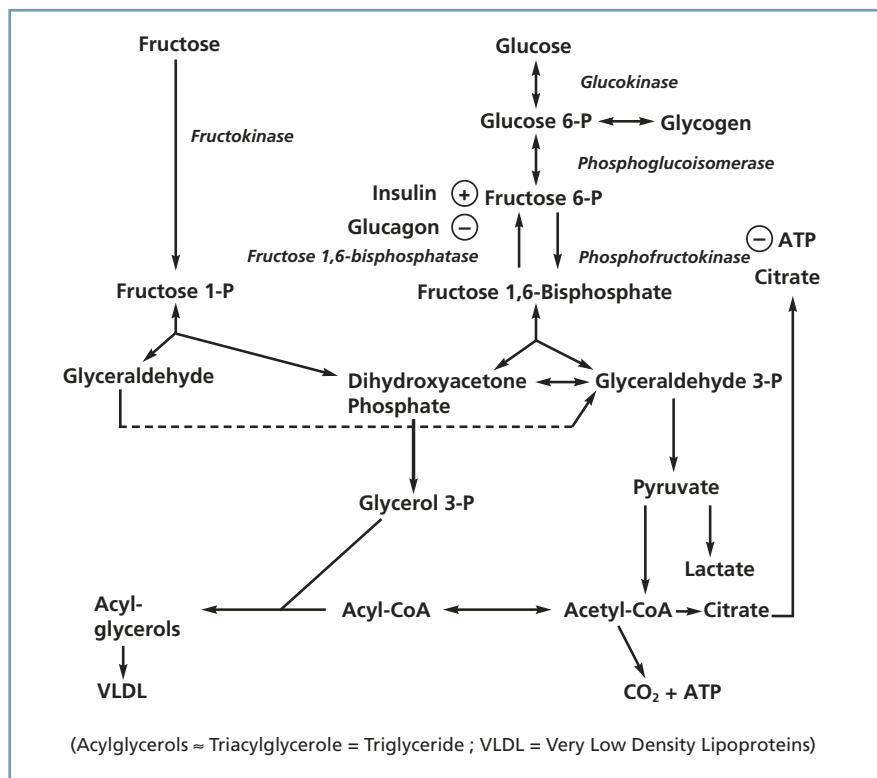 Fructose
Glucose
Glucokinase
Glucose 6-P
Glycogen
Fructokinase
Phosphoglucoisomerase
Insulin +
Fructose 6-P
Glucagon −
Fructose 1,6-bisphosphatase
Phosphofructokinase
− ATP
Citrate
Fructose 1-P
Fructose 1,6-Bisphosphate
Glyceraldehyde
Dihydroxyacetone
Phosphate
Glyceraldehyde 3-P
Pyruvate
Glycerol 3-P
Lactate
Acyl-
glycerols
Acyl-CoA
Acetyl-CoA
Citrate
VLDL
CO₂ + ATP
(Acylglycerols ≈ Triacylglycerole = Triglyceride ; VLDL = Very Low Density Lipoproteins)